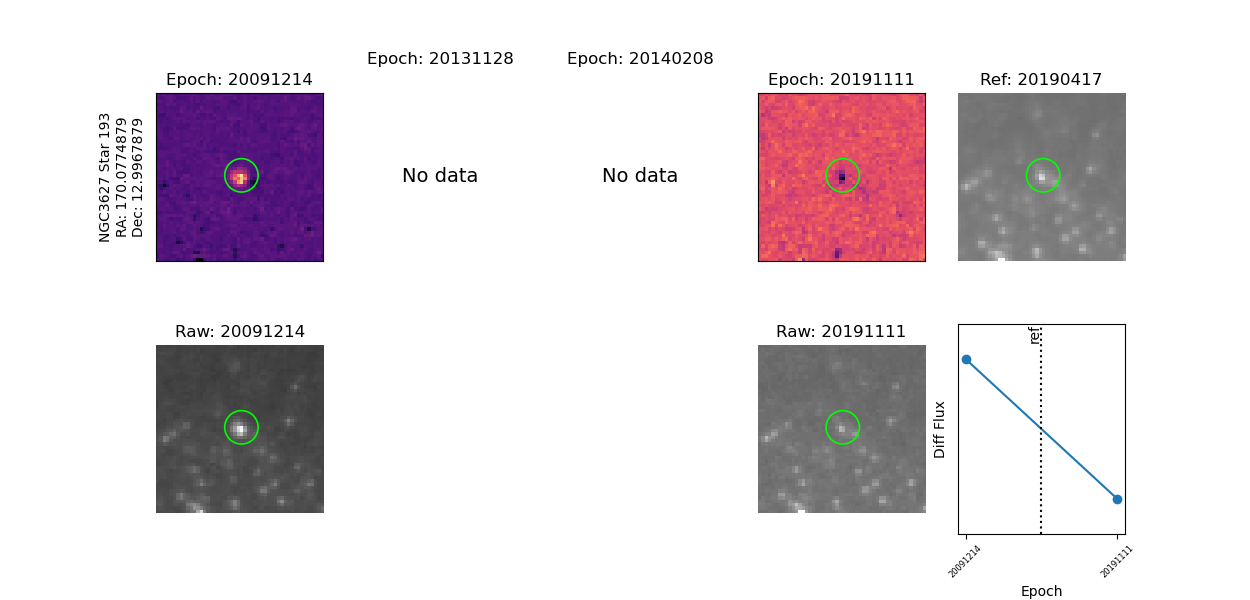 Epoch: 20131128
Epoch: 20140208
Epoch: 20091214
Epoch: 20191111
Ref: 20190417
NGC3627 Star 193
RA: 170.0774879
Dec: 12.9967879
No data
No data
Raw: 20091214
Raw: 20191111
ref
Diff Flux
20091214
20191111
Epoch